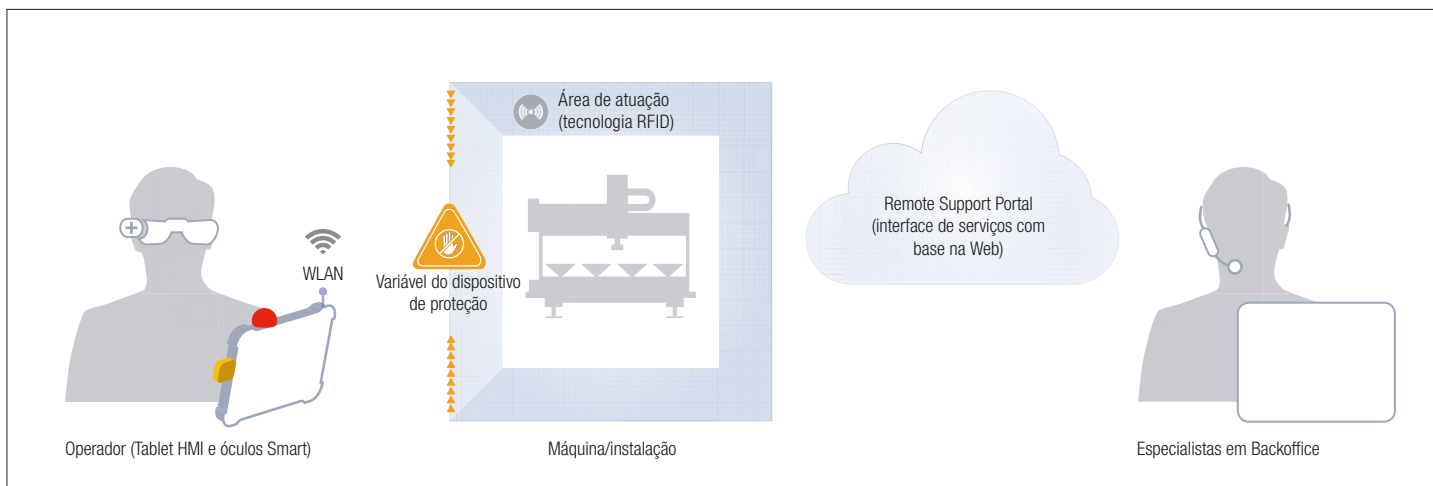 Área de atuação
(tecnologia RFID)
Remote Support Portal
(interface de serviços com
base na Web)
WLAN
Variável do dispositivo
de proteção
Operador (Tablet HMI e óculos Smart)
Máquina/instalação
Especialistas em Backoffice